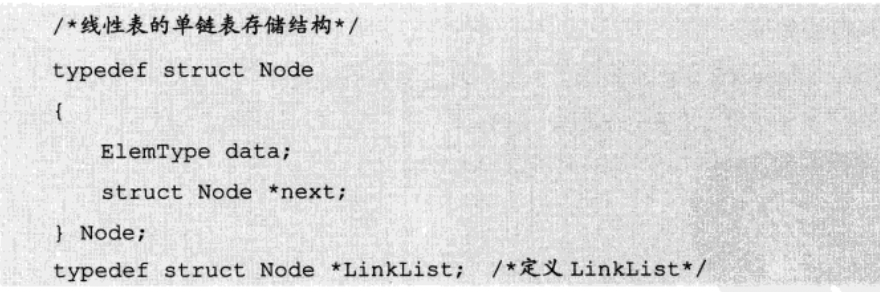 /*线性表的单链表存储结构*/
typedef struct Node
{
ElemType data;
struct Node *next;
} Node;
typedef struct Node *LinkList; /*定义 LinkList*/